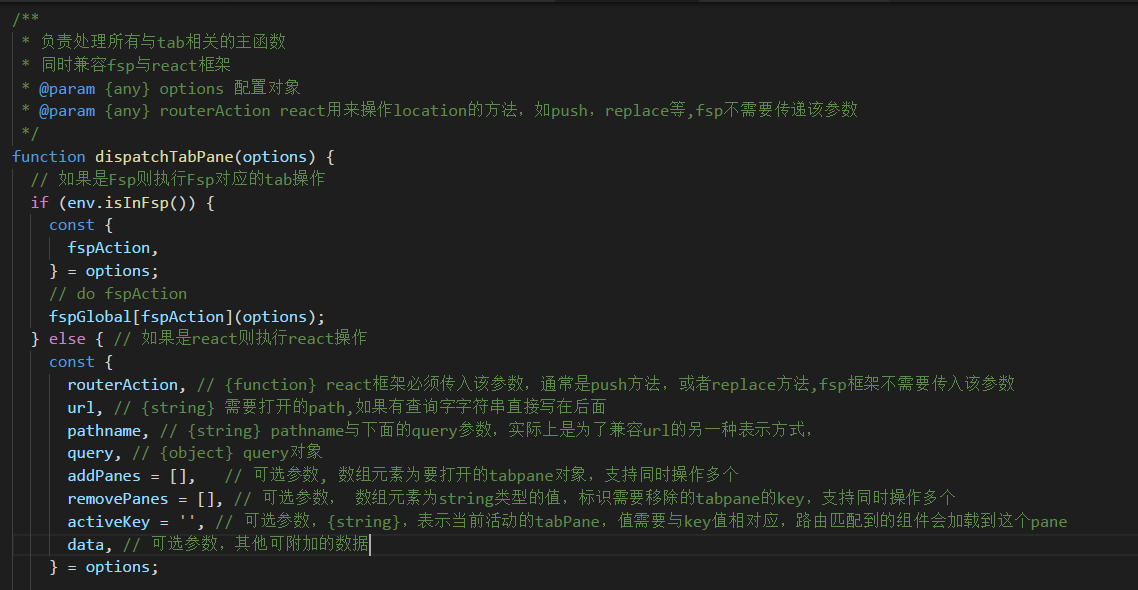 /**
 * 负责处理所有与tab相关的主函数
 * 同时兼容fsp与react框架
 * @param {any} options 配置对象
 * @param {any} routerAction react用来操作location的方法，如push，replace等,fsp不需要传递该参数
 */
function dispatchTabPane(options) {
  // 如果是Fsp则执行Fsp对应的tab操作
  if (env.isInFsp()) {
    const {
      fspAction,
    } = options;
    // do fspAction
    fspGlobal[fspAction](options);
  } else { // 如果是react则执行react操作
    const {
      routerAction, // {function} react框架必须传入该参数，通常是push方法，或者replace方法,fsp框架不需要传入该参数
      url, // {string} 需要打开的path,如果有查询字字符串直接写在后面
      pathname, // {string} pathname与下面的query参数，实际上是为了兼容url的另一种表示方式，
      query, // {object} query对象
      addPanes = [],   // 可选参数, 数组元素为要打开的tabpane对象，支持同时操作多个
      removePanes = [], // 可选参数， 数组元素为string类型的值，标识需要移除的tabpane的key，支持同时操作多个
      activeKey = '', // 可选参数，{string}，表示当前活动的tabPane，值需要与key值相对应，路由匹配到的组件会加载到这个pane
      data, // 可选参数，其他可附加的数据
    } = options;